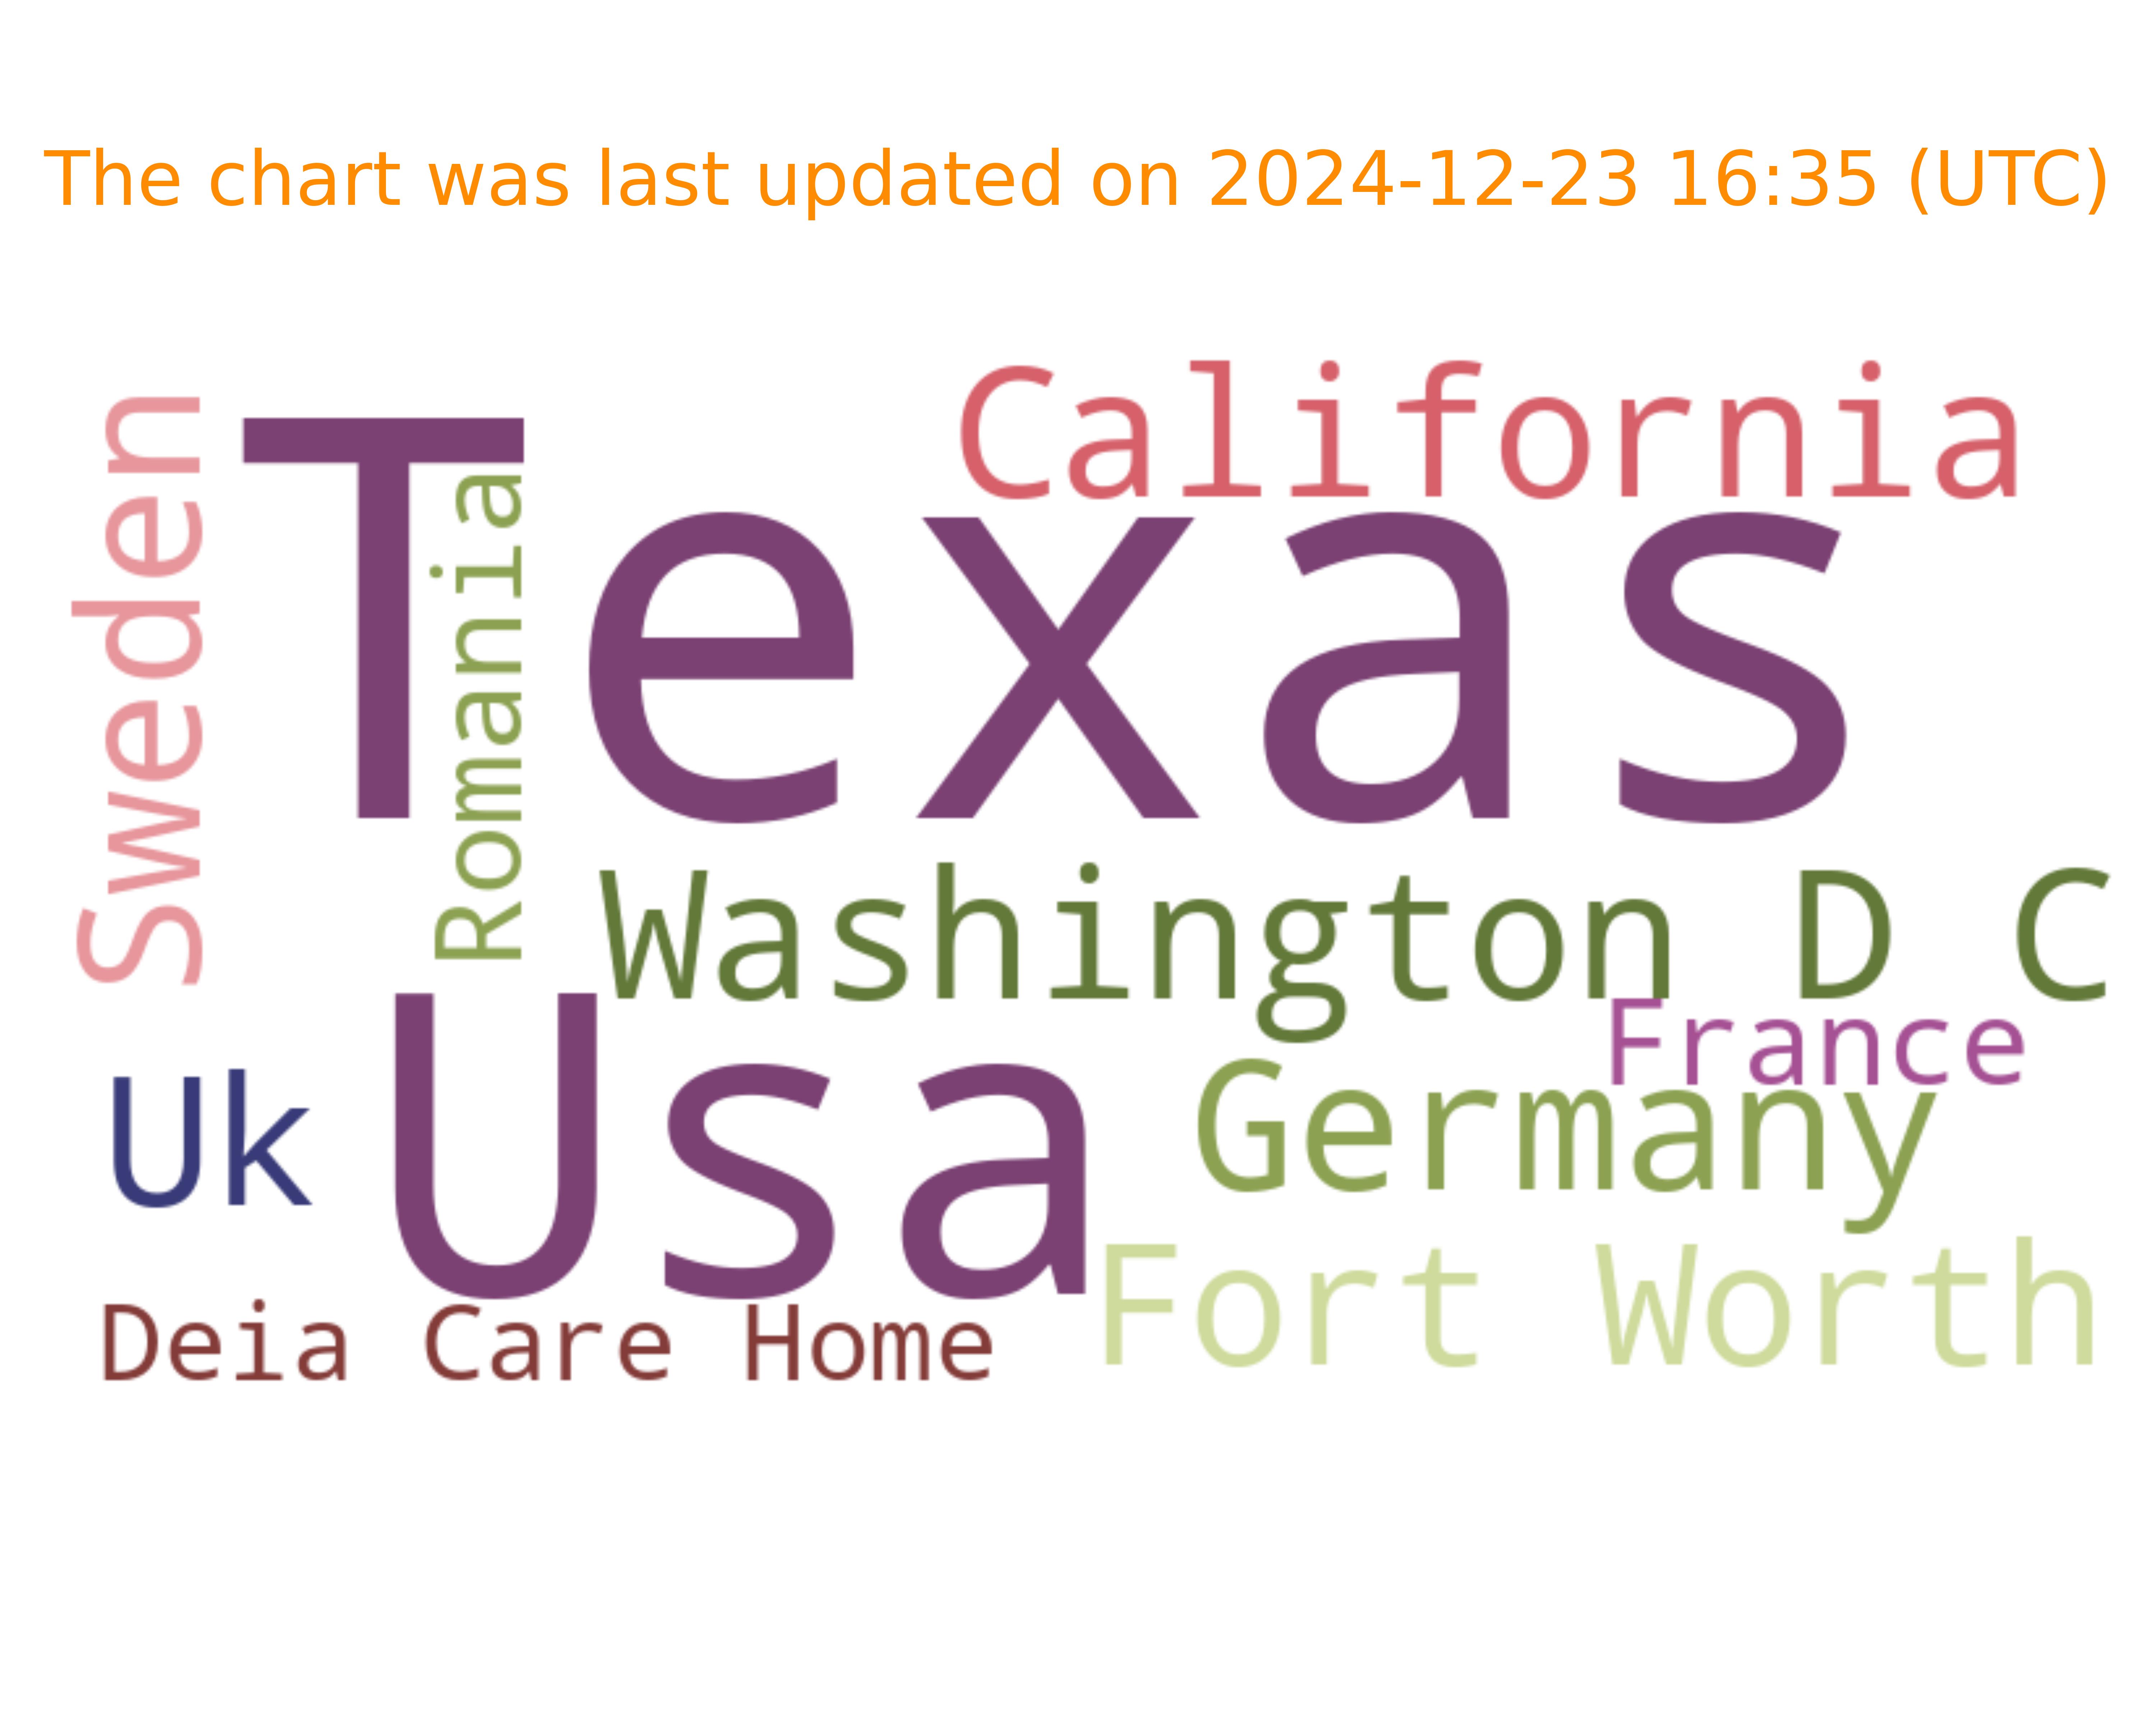 The chart was last updated on 2024-12-23 16:35 (UTC)
California
Sweden
Texas
Romania
Washington D C
France
Usa
Germany
Uk
Fort Worth
Deia Care Home